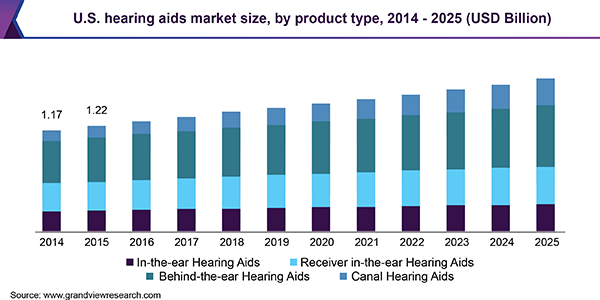 U.S. hearing aids market size, by product type, 2014 - 2025 (USD Billion)
1.17
1.22
2014 2015 2016 2017 2018 2019 2020 2021 2022 2023 2024 2025
In-the-ear Hearing Aids Receiver in-the-ear Hearing Aids
Behind-the-ear Hearing Aids Canal Hearing Aids
Source: www.grandviewresearch.com